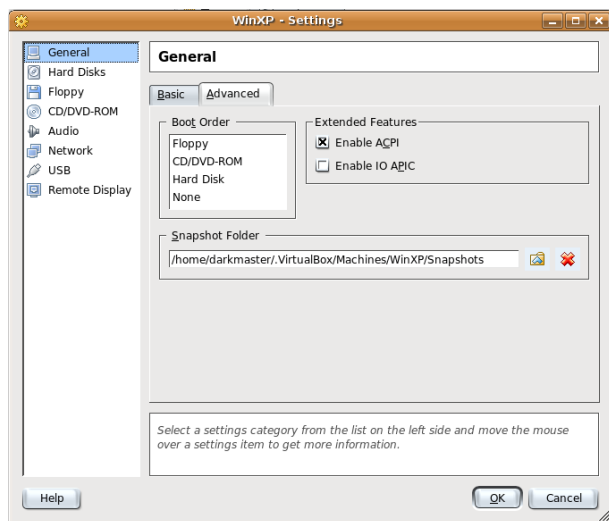 WinXP - Settings
General
Hard Disks
Floppy
CD/DVD-ROM
Audio
Network
USB
Remote Display
General
Basic
Advanced
Boot Order
Floppy
CD/DVD-ROM
Hard Disk
None
Extended Features
Enable ACPI
Enable IO APIC
Snapshot Folder
/home/darkmaster/.VirtualBox/Machines/WinXP/Snapshots
Select a settings category from the list on the left side and move the mouse
over a settings item to get more information.
Help
OK
Cancel